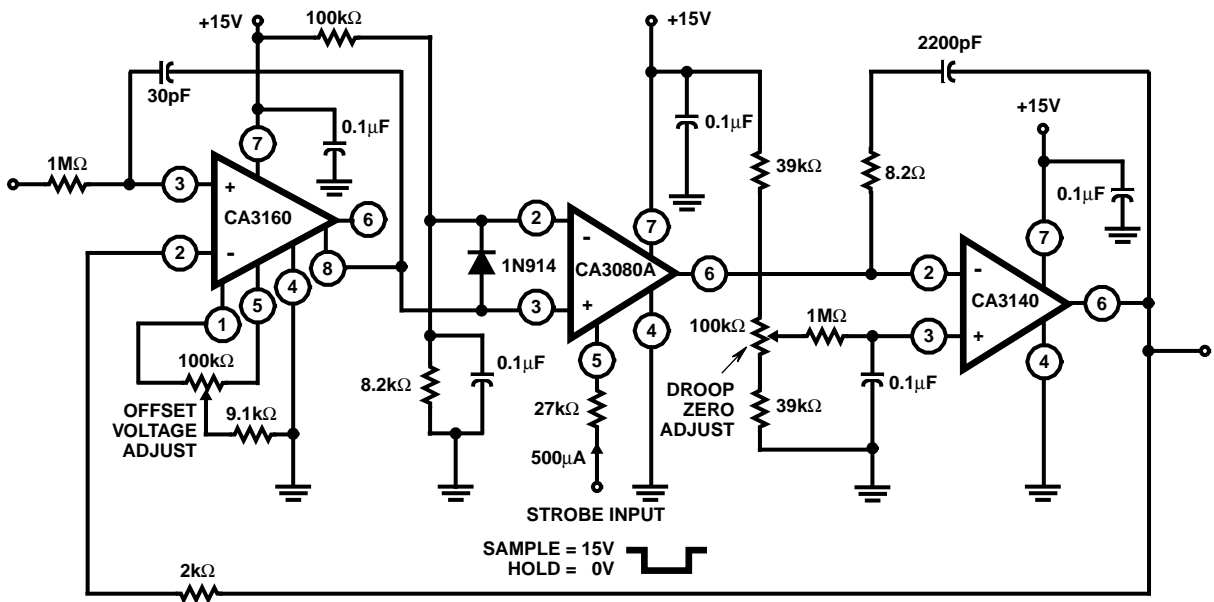 +15V
100kΩ
+15V
2200pF
30pF
+15V
0.1μF
0.1μF
39kΩ
8.2Ω
0.1μF
1MΩ
7
3
+
CA3160
6
2
-
8
5
4
1
2
-
7
1N914
CA3080A
6
3
+
4
5
100kΩ
1MΩ
2
-
7
CA3140
6
3
+
4
100kΩ
OFFSET
VOLTAGE
ADJUST
9.1kΩ
8.2kΩ
0.1μF
27kΩ
500μA
DROOP
ZERO
ADJUST
39kΩ
0.1μF
STROBE INPUT
SAMPLE = 15V
HOLD = 0V
2kΩ